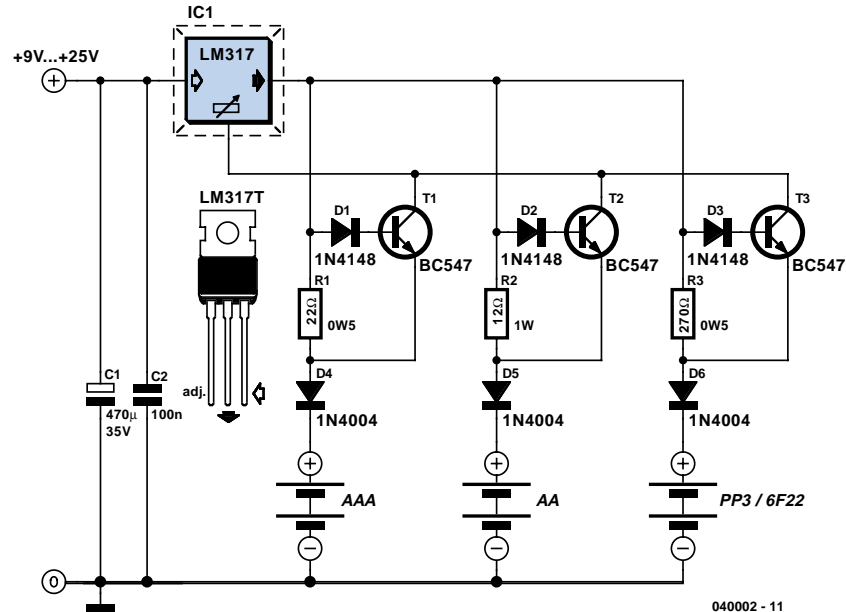 IC1
LM317
+9V...+25V
LM317T
adj.
C1
470µ
35V
C2
100n
D1
1N4148
T1
BC547
R1
22Ω
0W5
D4
1N4004
AAA
D2
1N4148
T2
BC547
R2
12Ω
1W
D5
1N4004
AA
D3
1N4148
T3
BC547
R3
270Ω
0W5
D6
1N4004
PP3 / 6F22
0
040002 - 11